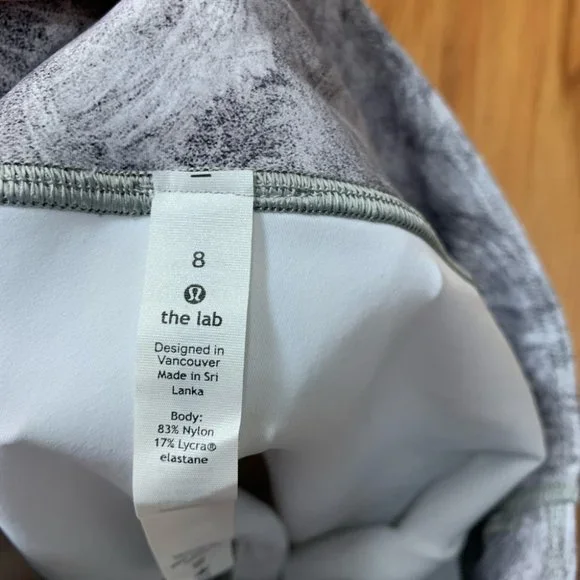 8
the lab
Designed in
Vancouver
Made in Sri
Lanka
Body:
83% Nylon
17% Lycra®
elastane